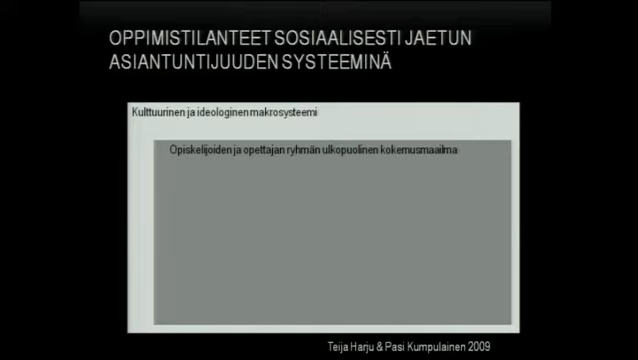 OPPIMISTILANTEET SOSIAALISESTI JAETUN
ASIANTUNTIJUUDEN SYSTEEMINÄ
Kulttuurinen ja ideologinen makrosysteemi
Opiskelijoiden ja opettajan ryhmän ulkopuolinen kokemusmaailma
Teija Harju & Pasi Kumpulainen 2009